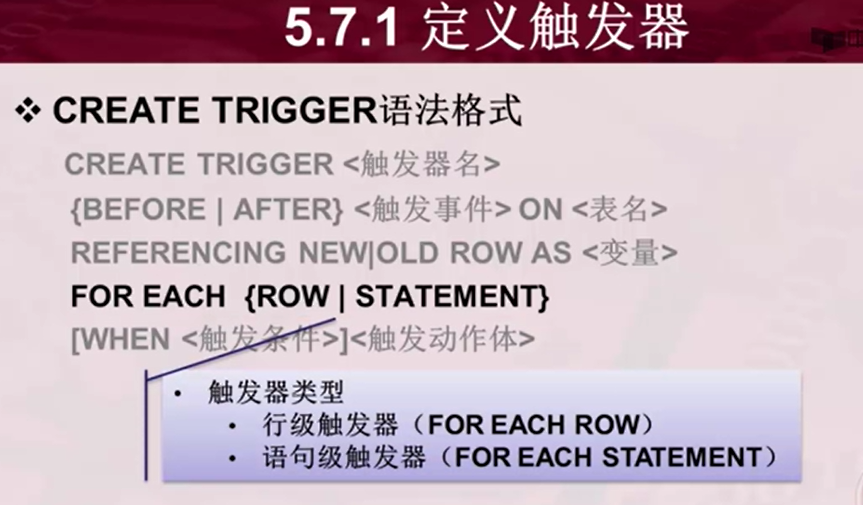 5.7.1 定义触发器
❖ CREATE TRIGGER语法格式
CREATE TRIGGER <触发器名>
{BEFORE | AFTER} <触发事件> ON <表名>
REFERENCING NEW|OLD ROW AS <变量>
FOR EACH {ROW | STATEMENT}
[WHEN <触发条件>]<触发动作体>
• 触发器类型
• 行级触发器（FOR EACH ROW）
• 语句级触发器（FOR EACH STATEMENT）